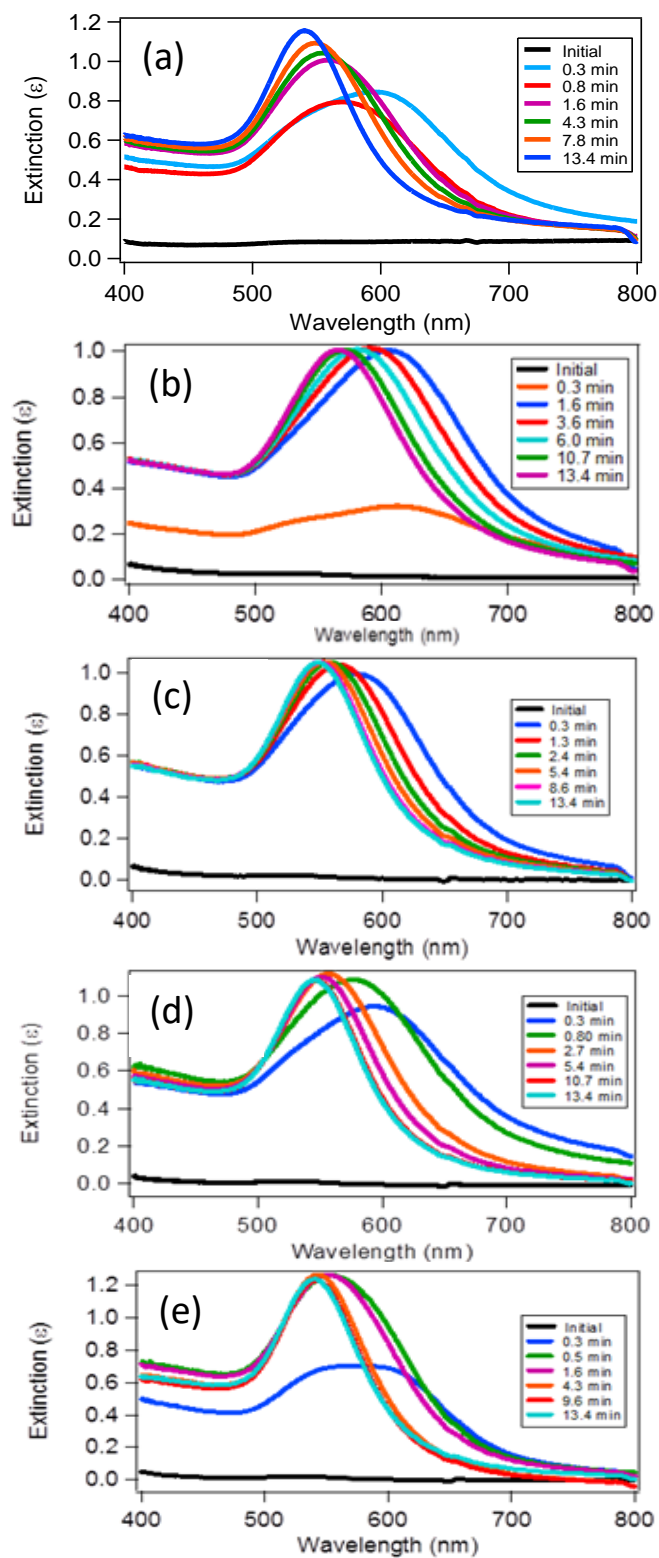 (a)
Extinction (ε)
1.2
1.0
0.8
0.6
0.4
0.2
0.0
Initial
0.3 min
0.8 min
1.6 min
4.3 min
7.8 min
13.4 min
400
500
600
700
800
Wavelength (nm)
(b)
Extinction (ε)
1.0
0.8
0.6
0.4
0.2
0.0
Initial
0.3 min
1.6 min
3.6 min
6.0 min
10.7 min
13.4 min
400
500
600
700
800
Wavelength (nm)
(c)
Extinction (ε)
1.0
0.8
0.6
0.4
0.2
0.0
Initial
0.3 min
1.3 min
2.4 min
5.4 min
8.6 min
13.4 min
400
500
600
700
800
Wavelength (nm)
(d)
Extinction (ε)
1.0
0.8
0.6
0.4
0.2
0.0
Initial
0.3 min
0.80 min
2.7 min
5.4 min
10.7 min
13.4 min
400
500
600
700
800
Wavelength (nm)
(e)
Extinction (ε)
1.2
1.0
0.8
0.6
0.4
0.2
0.0
Initial
0.3 min
0.5 min
1.6 min
4.3 min
9.6 min
13.4 min
400
500
600
700
800
Wavelength (nm)